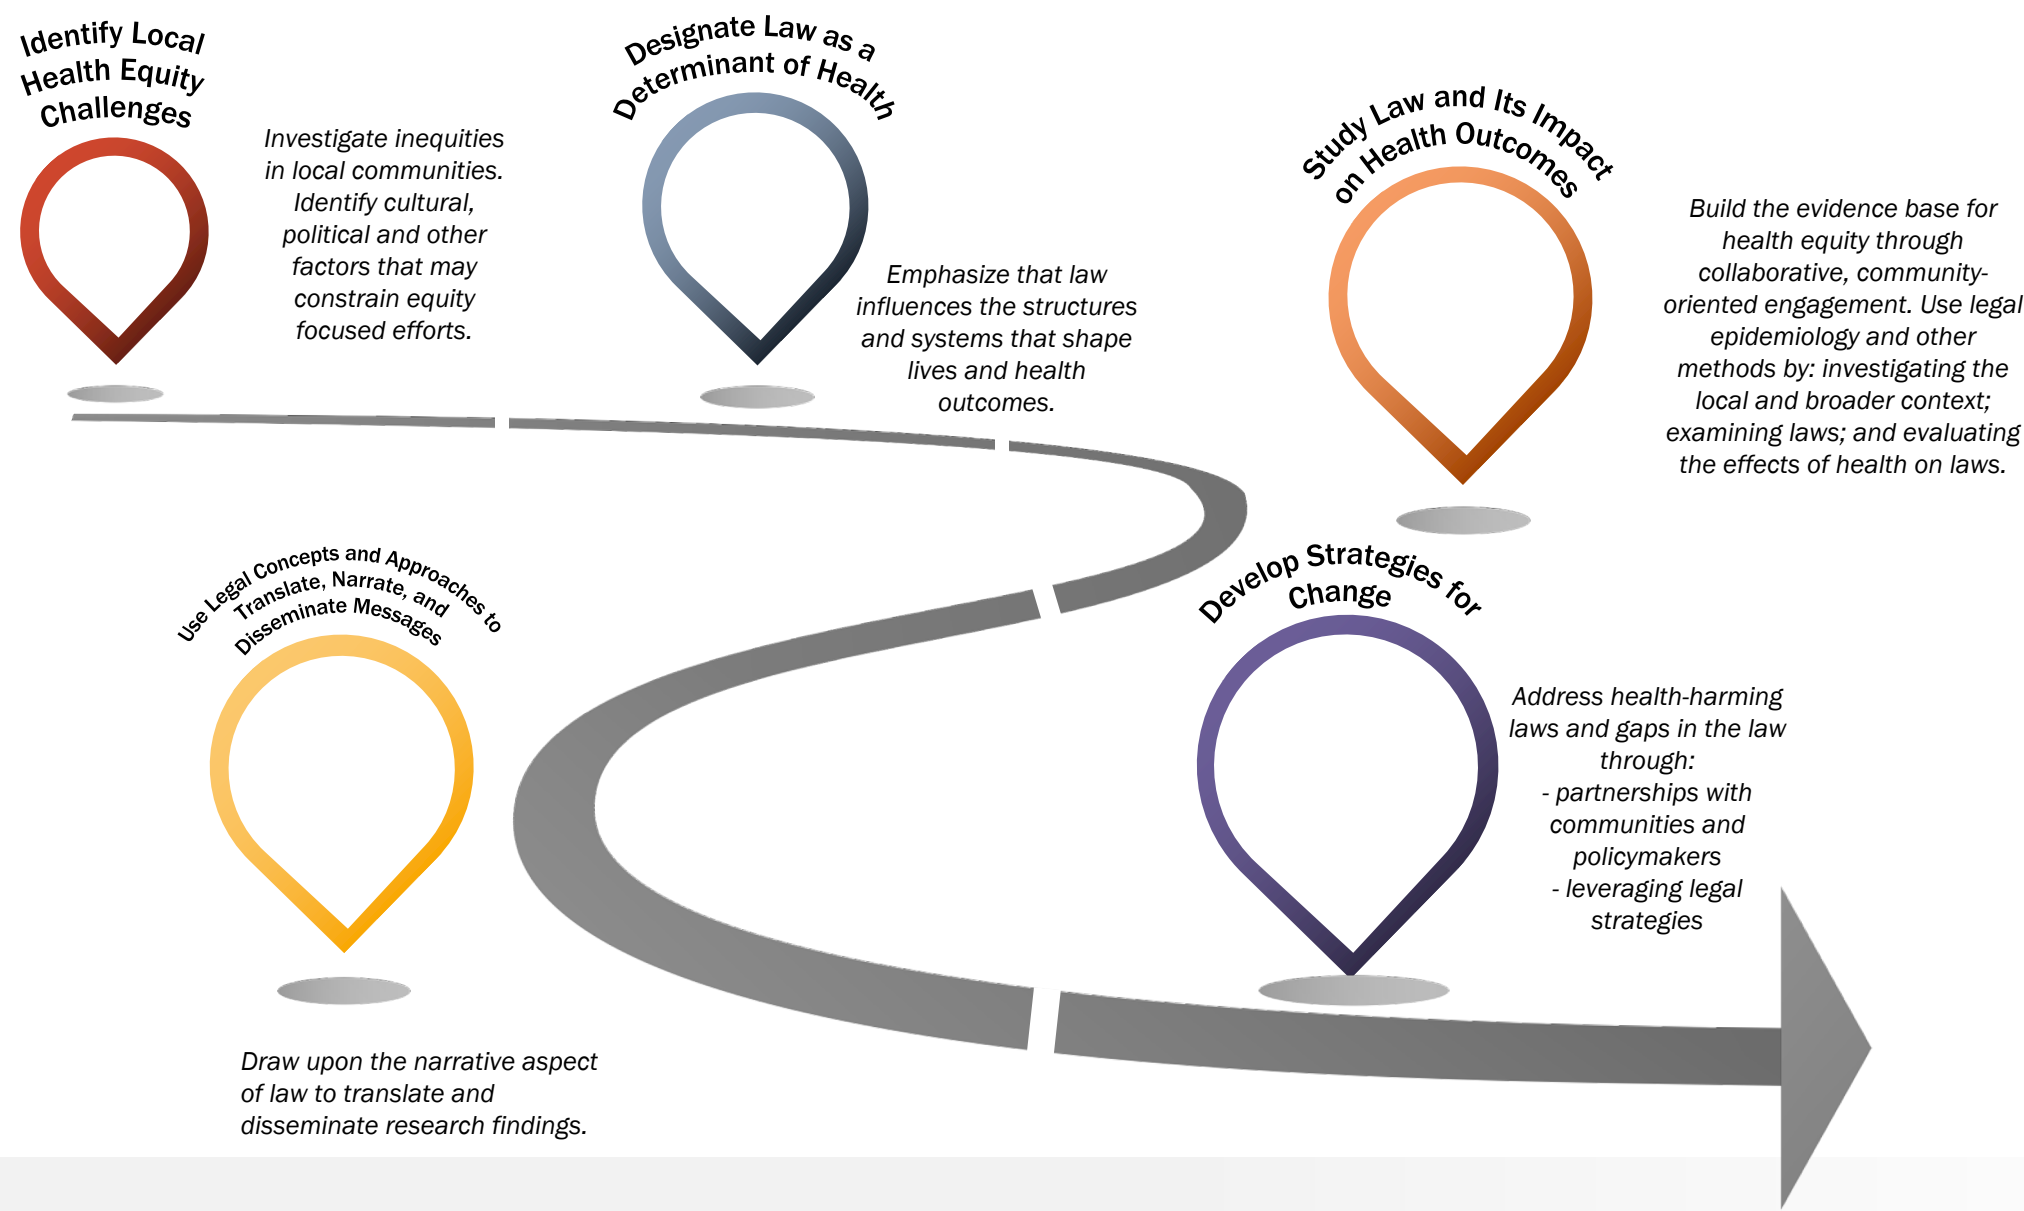 Identify Local
Health Equity
Challenges
Investigate inequities
in local communities.
Identify cultural,
political and other
factors that may
constrain equity
focused efforts.
Designate Law as a
Determinant of Health
Emphasize that law
influences the structures
and systems that shape
lives and health
outcomes.
Study Law and Its Impact
on Health Outcomes
Build the evidence base for
health equity through
collaborative, community-
oriented engagement. Use legal
epidemiology and other
methods by: investigating the
local and broader context;
examining laws; and evaluating
the effects of health on laws.
Use Legal Concepts and Approaches to
Translate, Narrate, and
Disseminate Messages
Draw upon the narrative aspect
of law to translate and
disseminate research findings.
Develop Strategies for
Change
Address health-harming
laws and gaps in the law
through:
- partnerships with
communities and
policymakers
- leveraging legal
strategies